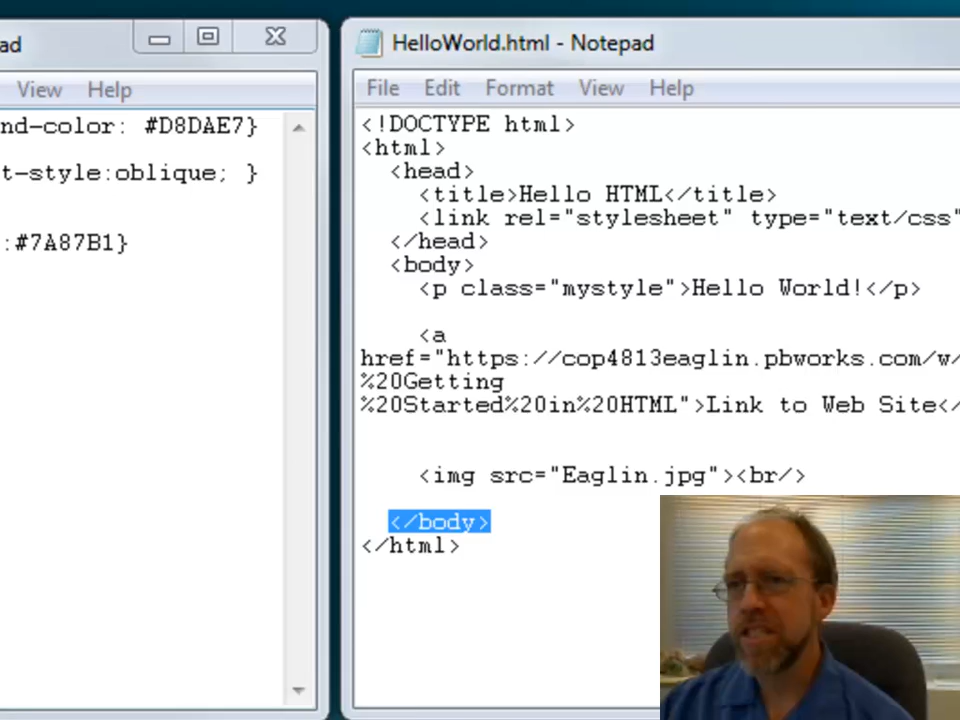 ad
View Help
nd-color: #D8DAE7}
t-style:oblique; }
:#7A87B1}
HelloWorld.html - Notepad
File Edit Format View Help
<!DOCTYPE html>
<html>
<head>
<title>Hello HTML</title>
<link rel="stylesheet" type="text/css"
</head>
<body>
<p class="mystyle">Hello World!</p>
<a
href="https://cop4813eaglin.pbworks.com/w/
%20Getting
%20Started%20in%20HTML">Link to Web Site</
<img src="Eaglin.jpg"><br/>
</body>
</html>